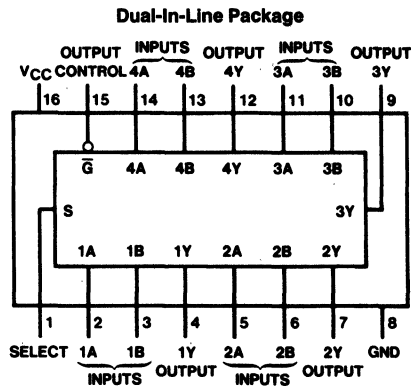 Dual-In-Line Package
OUTPUT INPUTS OUTPUT INPUTS OUTPUT
VCC CONTROL 4A 4B 4Y 3A 3B 3Y
16 15 14 13 12 11 10 9
G̅ 4A 4B 4Y 3A 3B
S 3Y
1A 1B 1Y 2A 2B 2Y
1 2 3 4 5 6 7 8
SELECT 1A 1B 1Y 2A 2B 2Y GND
INPUTS OUTPUT INPUTS OUTPUT